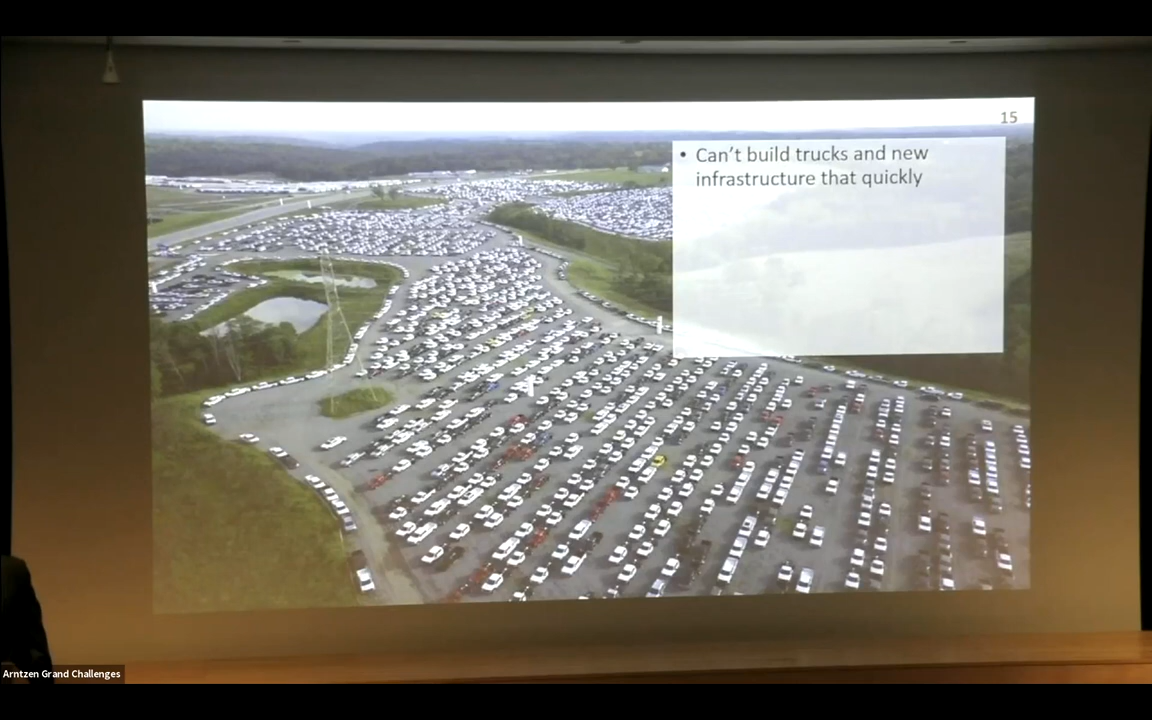 15
• Can't build trucks and new
infrastructure that quickly
Arntzen Grand Challenges